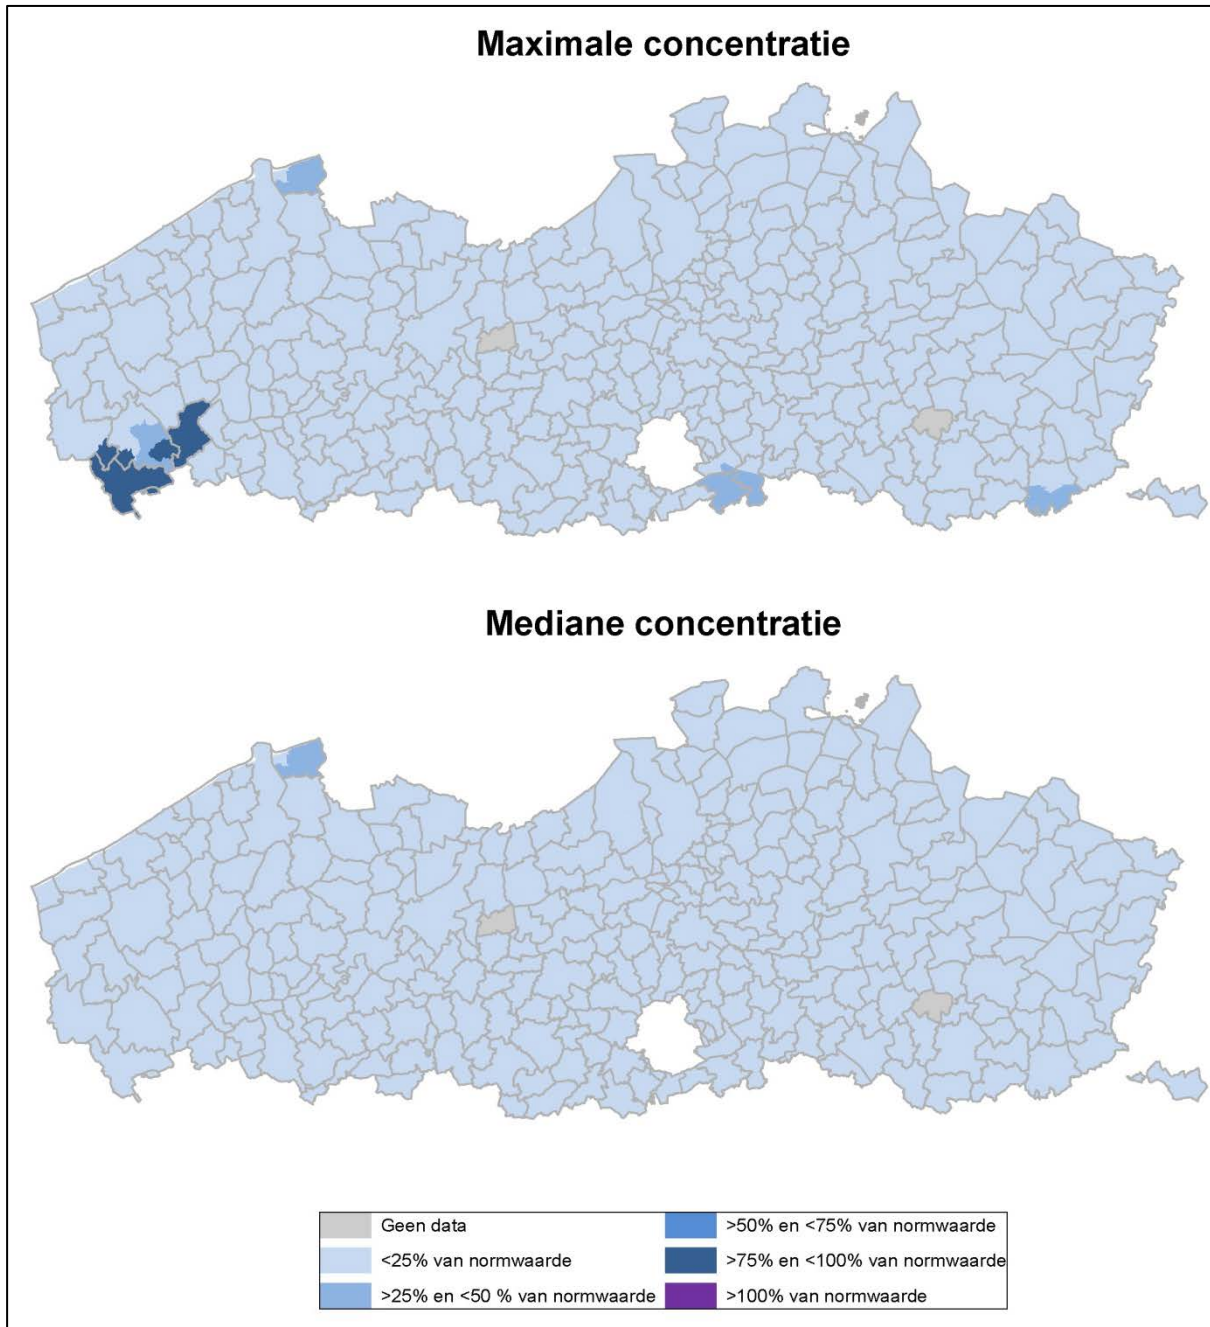 Maximale concentratie
Mediane concentratie
Geen data
<25% van normwaarde
>25% en <50 % van normwaarde
>50% en <75% van normwaarde
>75% en <100% van normwaarde
>100% van normwaarde